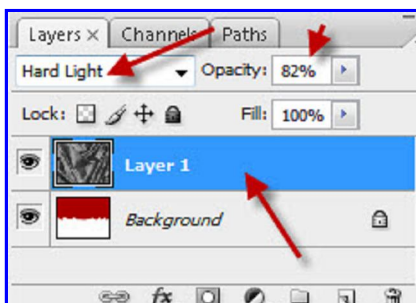 Layers × Channels Paths
Hard Light Opacity: 82%
Lock: Fill: 100%
Layer 1
Background
fx